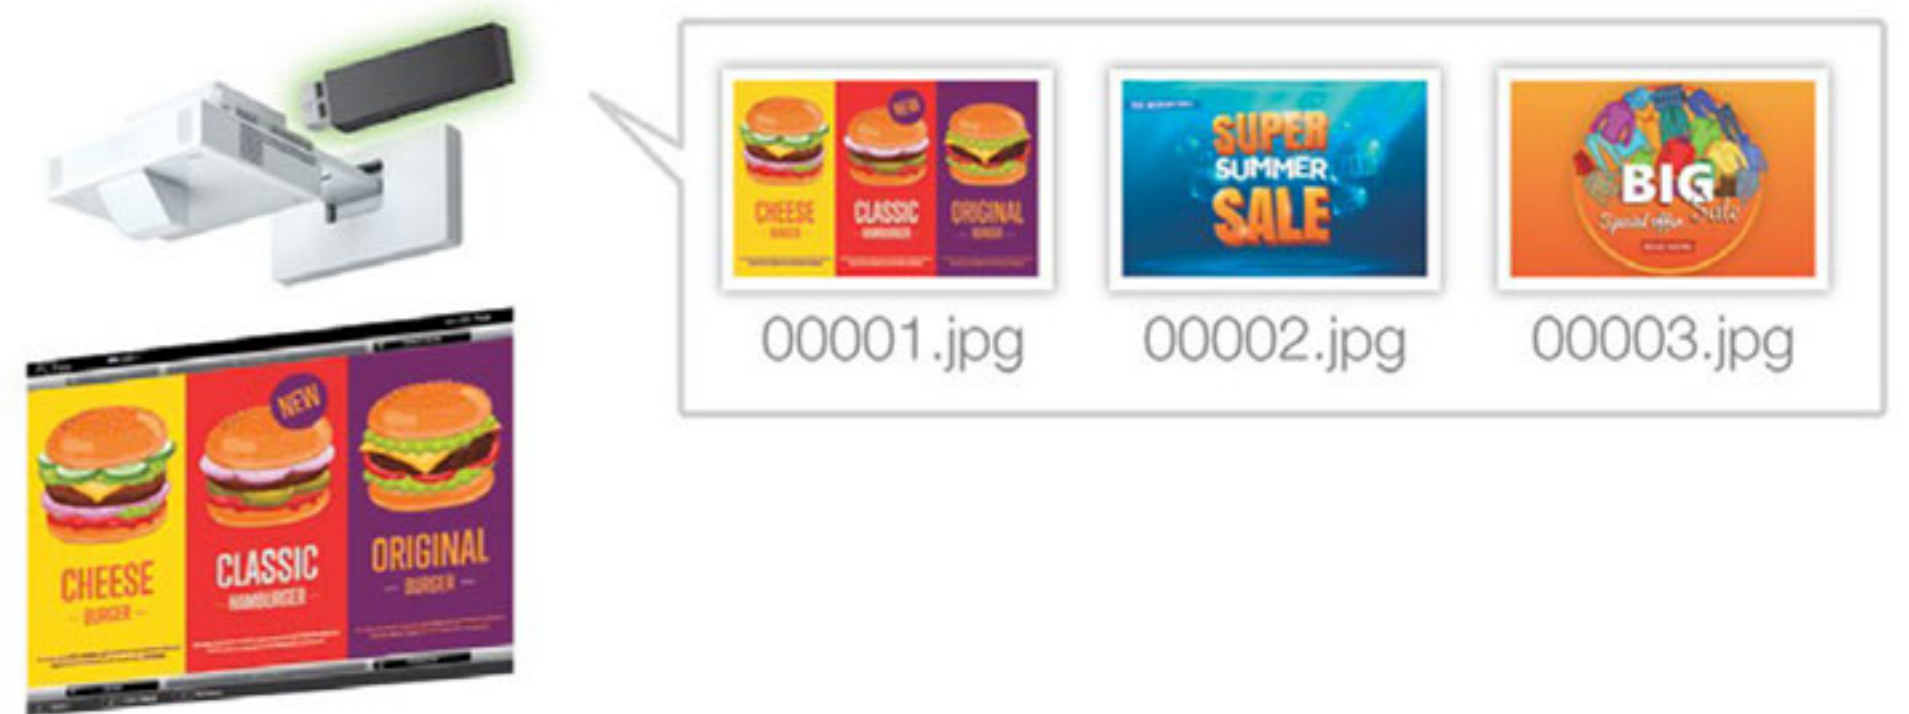 NEW
CHEESE
BURGER
CLASSIC
HAMBURGER
ORIGINAL
BURGER
SUPER
SUMMER
SALE
BIG
Sale
Special offer
00001.jpg
00002.jpg
00003.jpg
NEW
CHEESE
BURGER
CLASSIC
HAMBURGER
ORIGINAL
BURGER